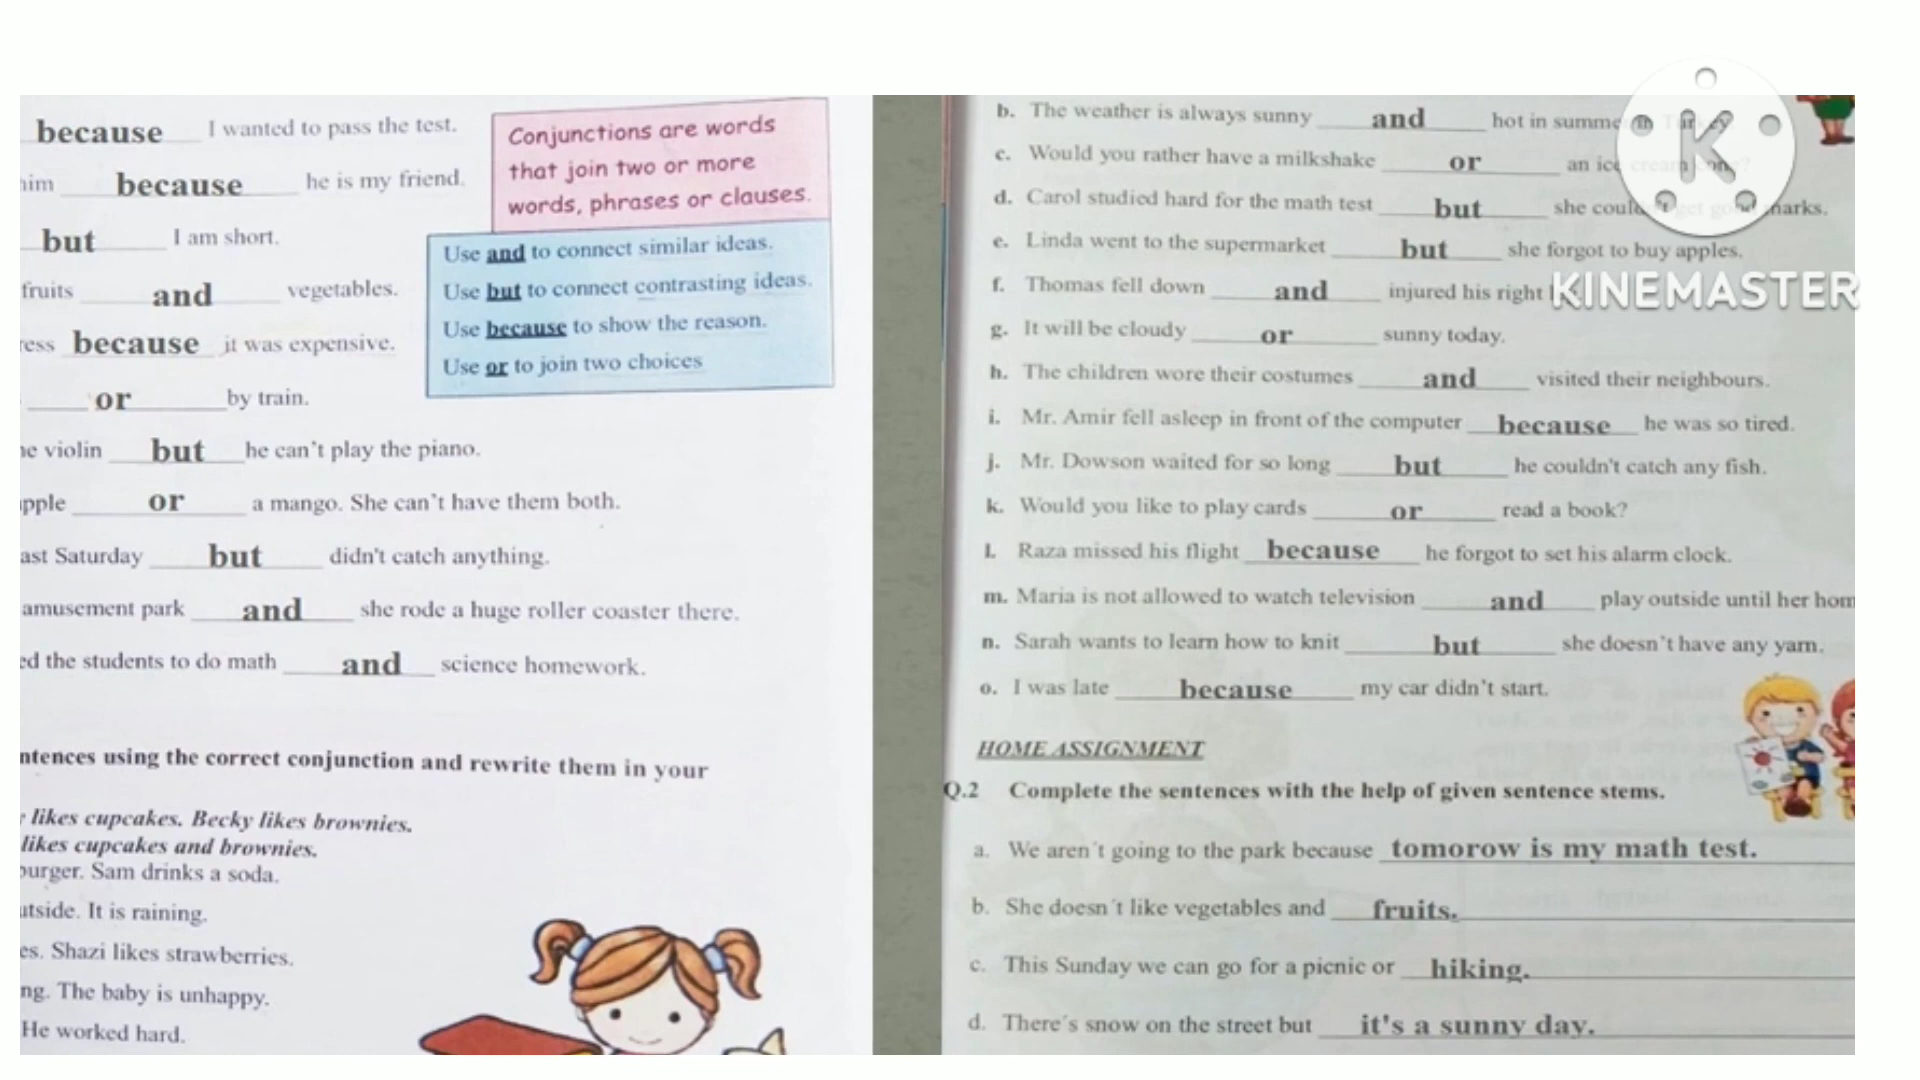 because I wanted to pass the test.
him because he is my friend.
but I am short.
fruits and vegetables.
because it was expensive.
or by train.
violin but he can't play the piano.
or a mango. She can't have them both.
Saturday but didn't catch anything.
amusement park and she rode a huge roller coaster there.
the students to do math and science homework.
Conjunctions are words
that join two or more
words, phrases or clauses.
Use and to connect similar ideas.
Use but to connect contrasting ideas.
Use because to show the reason.
Use or to join two choices
using the correct conjunction and rewrite them in your
likes cupcakes. Becky likes brownies.
likes cupcakes and brownies.
Sam drinks a soda.
It is raining.
Shazi likes strawberries.
The baby is unhappy.
He worked hard.
b. The weather is always sunny and hot in
c. Would you rather have a milkshake or an
d. Carol studied hard for the math test but she marks.
e. Linda went to the supermarket but she forgot to buy apples.
f. Thomas fell down and injured his right
g. It will be cloudy or sunny today.
h. The children wore their costumes and visited their neighbours.
i. Mr. Amir fell asleep in front of the computer because he was so tired.
j. Mr. Dowson waited for so long but he couldn't catch any fish.
k. Would you like to play cards or read a book?
l. Raza missed his flight because he forgot to set his alarm clock.
m. Maria is not allowed to watch television and play outside until her hom
n. Sarah wants to learn how to knit but she doesn't have any yarn.
o. I was late because my car didn't start.
HOME ASSIGNMENT
Q.2 Complete the sentences with the help of given sentence stems.
a. We aren't going to the park because tomorow is my math test.
b. She doesn't like vegetables and fruits.
c. This Sunday we can go for a picnic or hiking.
d. There's snow on the street but it's a sunny day.
K
KINEMASTER